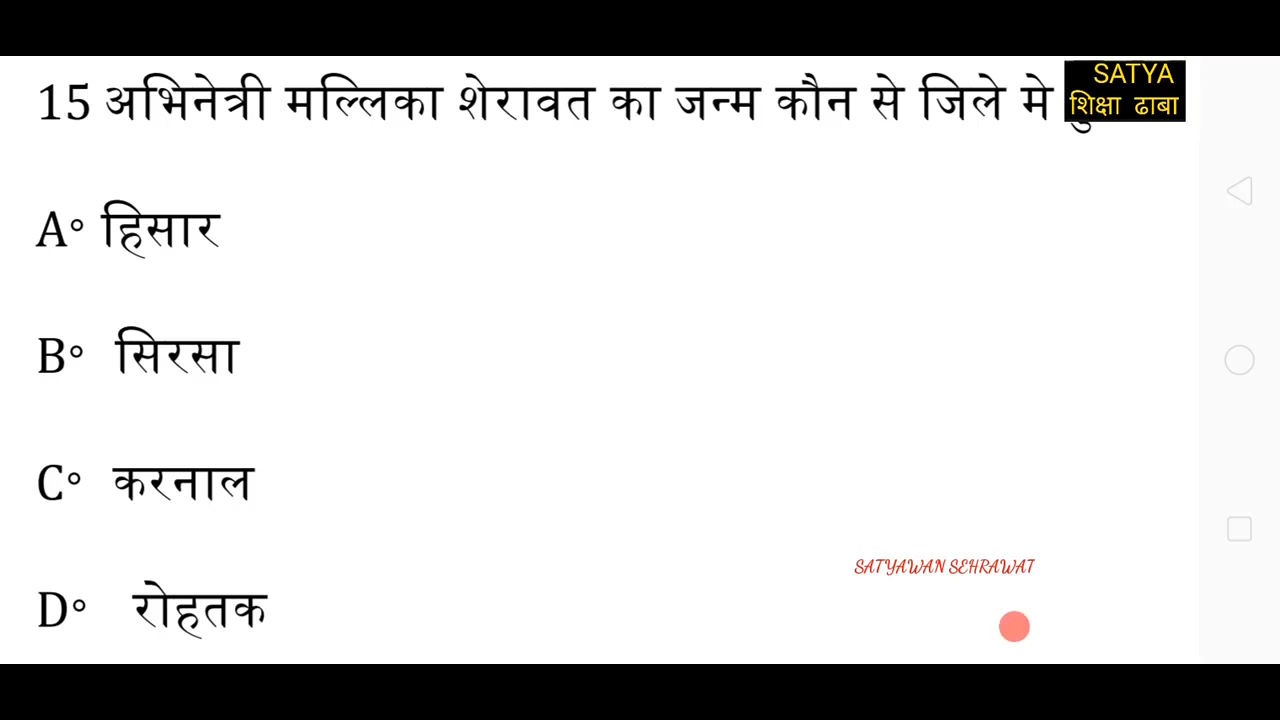 15 अभिनेत्री मल्लिका शेरावत का जन्म कौन से जिले मे
SATYA
शिक्षा ढाबा
A° हिसार
B° सिरसा
C° करनाल
SATYAWAN SEHRAWAT
D° रोहतक